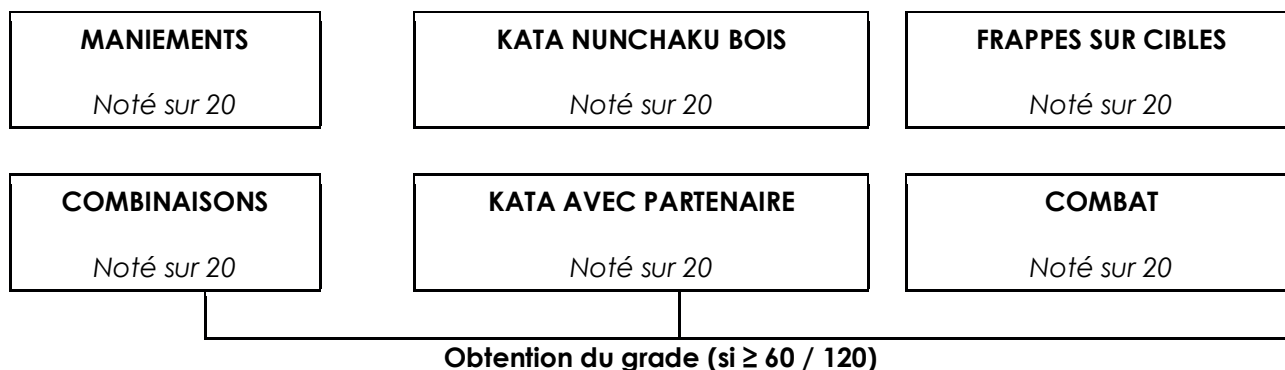 MANIEMENTS
Noté sur 20
KATA NUNCHAKU BOIS
Noté sur 20
FRAPPES SUR CIBLES
Noté sur 20
COMBINAISONS
Noté sur 20
KATA AVEC PARTENAIRE
Noté sur 20
COMBAT
Noté sur 20
Obtention du grade (si ≥ 60 / 120)